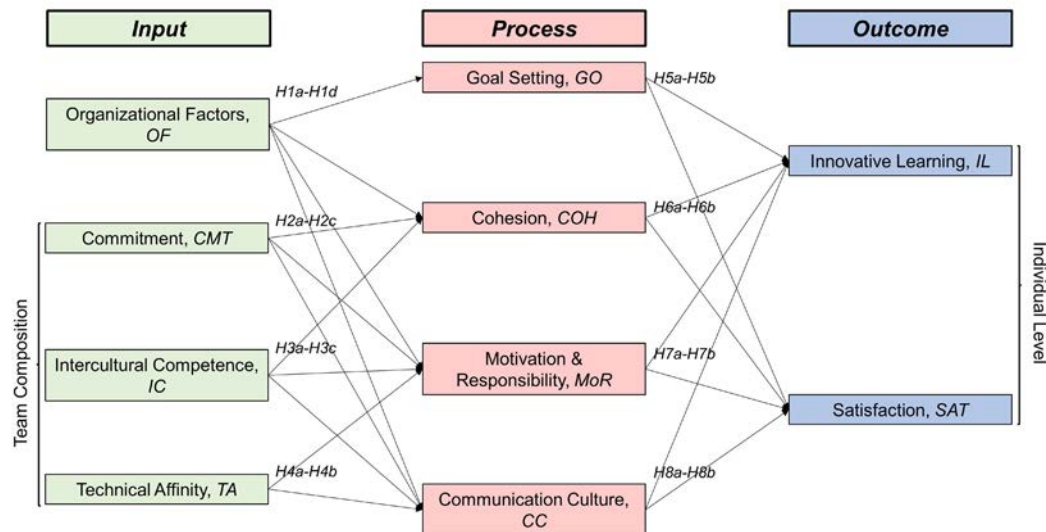 Input
Process
Outcome
Goal Setting, GO
H5a-H5b
H1a-H1d
Organizational Factors,
OF
Innovative Learning, IL
H2a-H2c
Cohesion, COH
H6a-H6b
Commitment, CMT
Individual Level
Team Composition
H3a-H3c
Intercultural Competence,
IC
Motivation &
Responsibility, MoR
H7a-H7b
Satisfaction, SAT
H4a-H4b
H8a-H8b
Technical Affinity, TA
Communication Culture,
CC